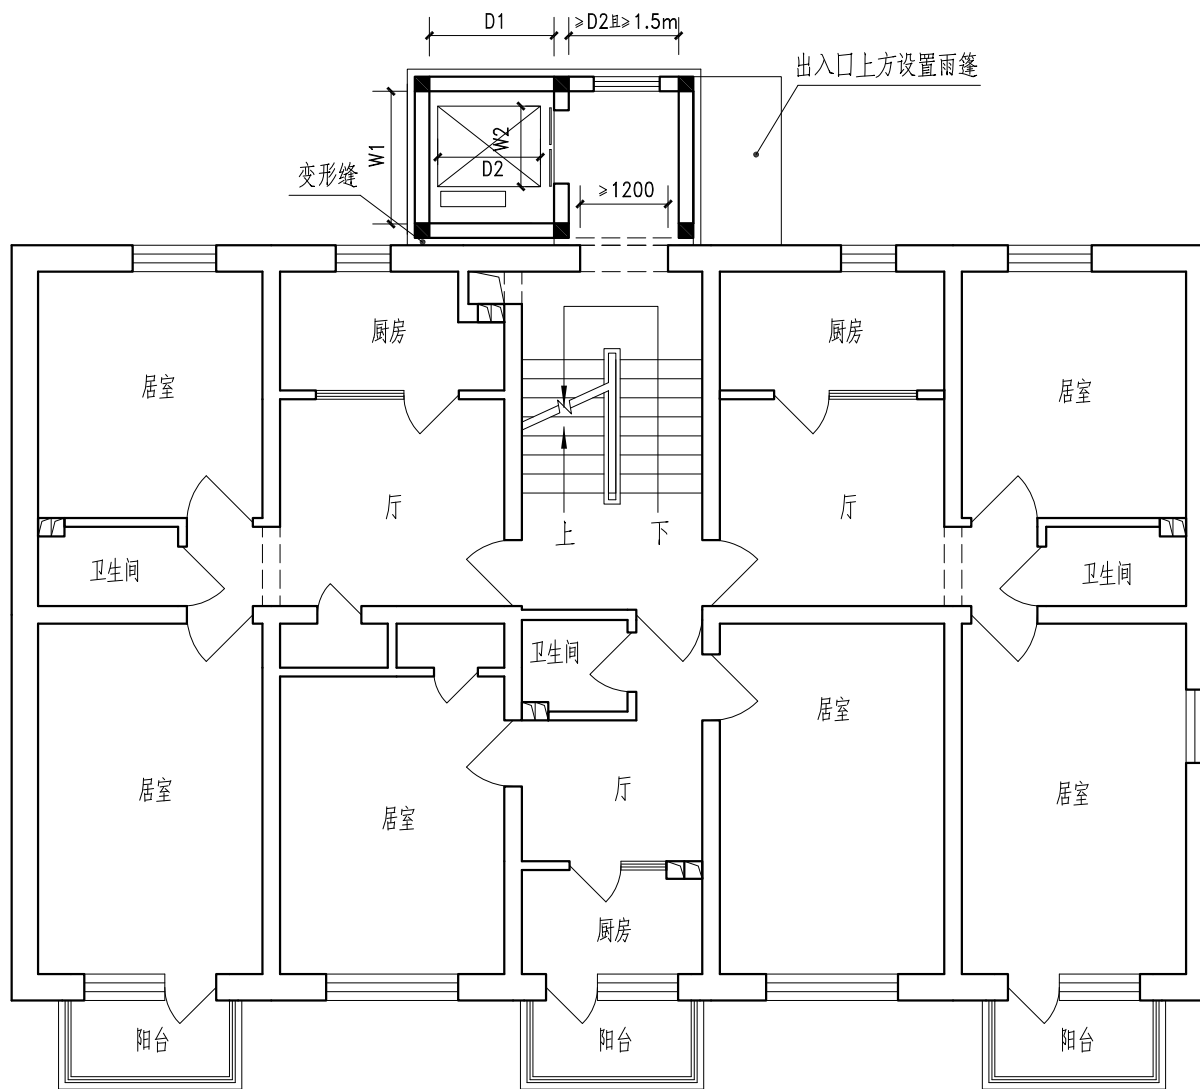 D1
≥D2且≥1.5m
出入口上方设置雨篷
W1
W2
D2
变形缝
≥1200
厨房
厨房
居室
居室
厅
厅
上
下
卫生间
卫生间
卫生间
居室
居室
居室
居室
厅
居室
厨房
阳台
阳台
阳台